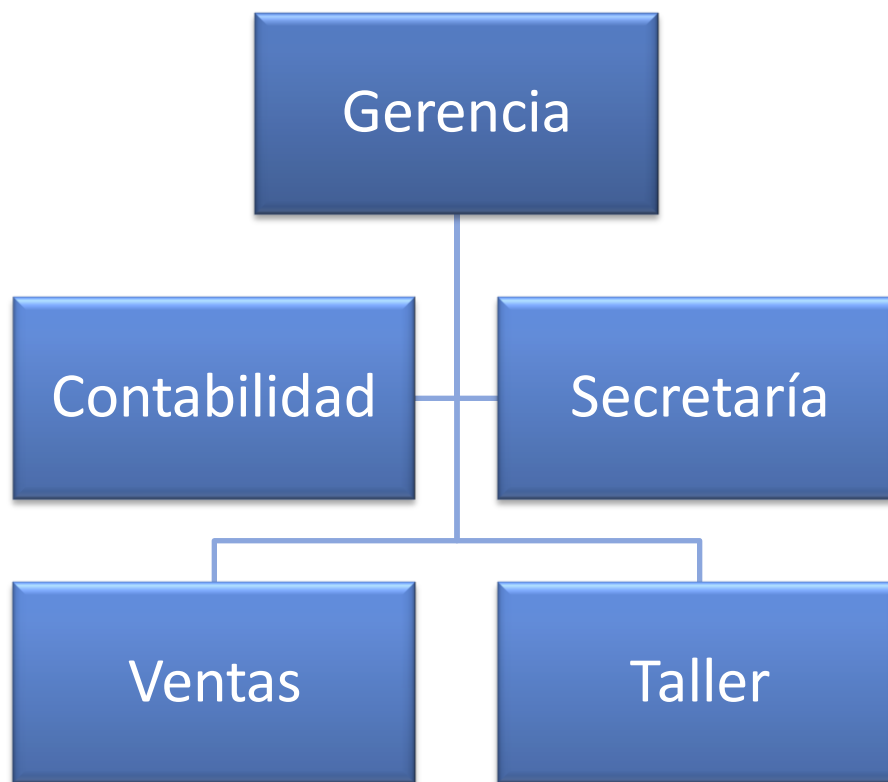 Gerencia
Contabilidad
Secretaría
Ventas
Taller